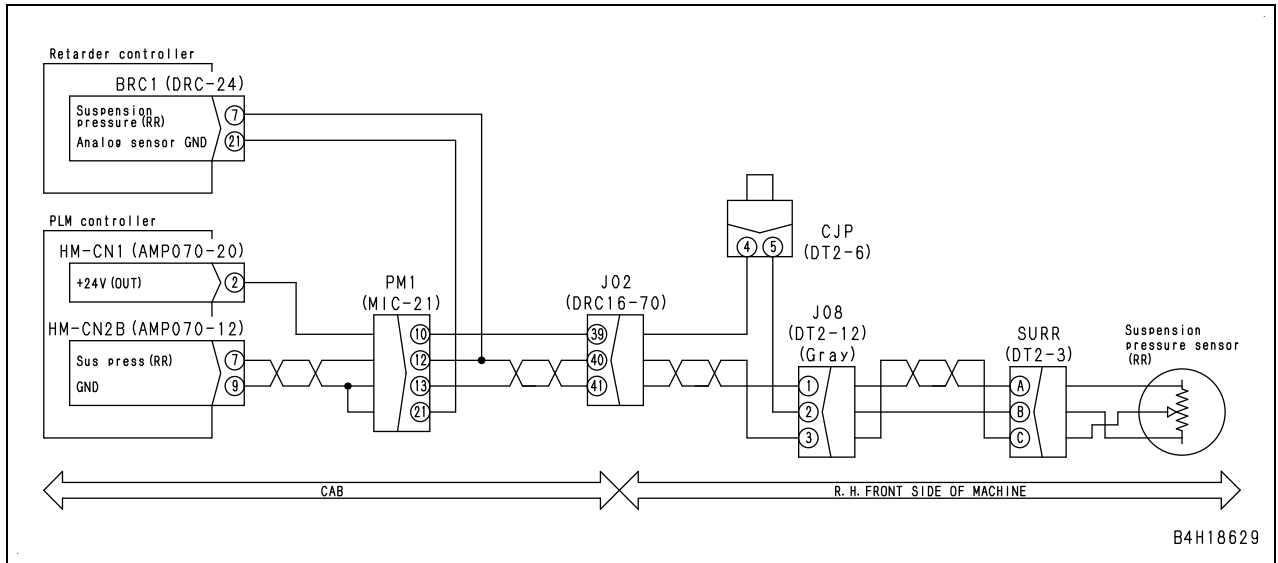 Retarder controller
BRC1 (DRC-24)
Suspension
pressure (RR)
7
Analog sensor GND
21
PLM controller
HM-CN1 (AMP070-20)
+24V (OUT)
2
HM-CN2B (AMP070-12)
Sus press (RR)
7
GND
9
PM1
(MIC-21)
10
12
13
21
J02
(DRC16-70)
39
40
41
4 5
CJP
(DT2-6)
J08
(DT2-12)
(Gray)
1
2
3
SURR
(DT2-3)
A
B
C
Suspension
pressure sensor
(RR)
CAB
R.H. FRONT SIDE OF MACHINE
B4H18629